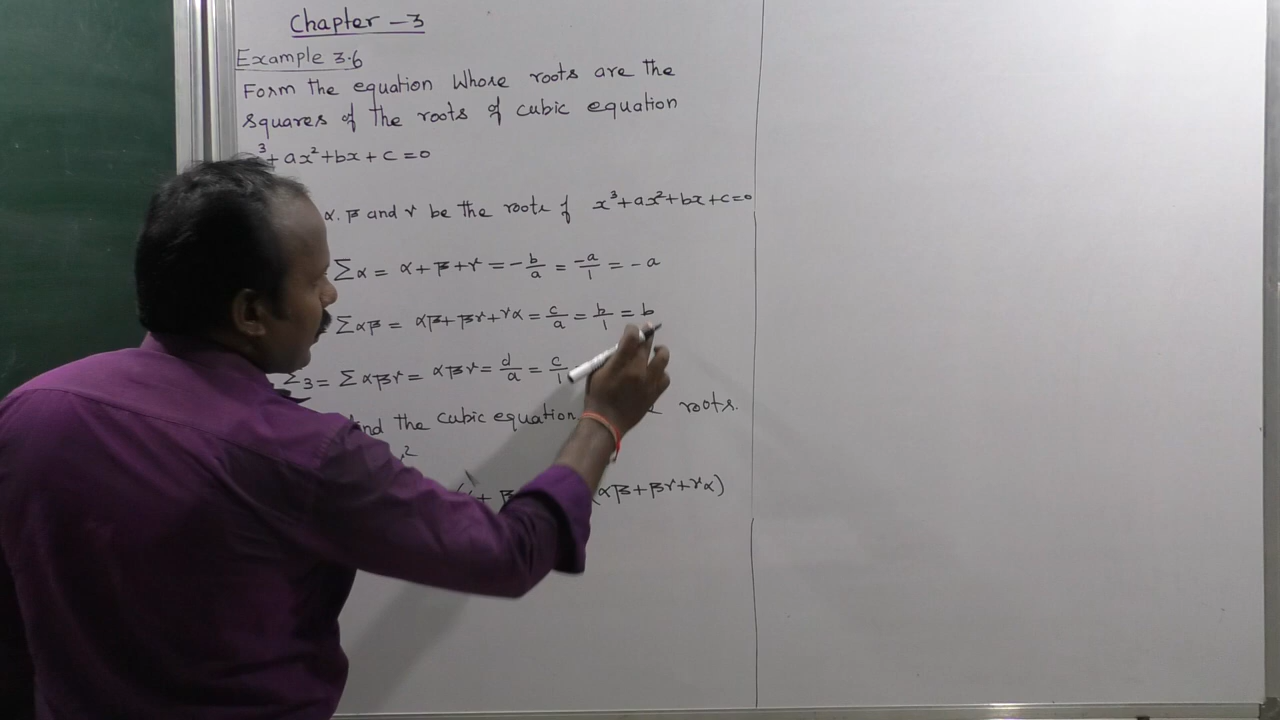 Chapter - 3
Example 3.6
Form the equation whose roots are the
squares of the roots of cubic equation
³ + ax² + bx + c = 0
α, β and γ be the roots of x³ + ax² + bx + c = 0
Σα = α + β + γ = -b/a = -a/1 = -a
Σαβ = αβ + βγ + γα = c/a = b/1 = b
Σ3 = Σαβγ = αβγ = d/a = c/1
the cubic equation roots.
²
+ β (αβ + βγ + γα)